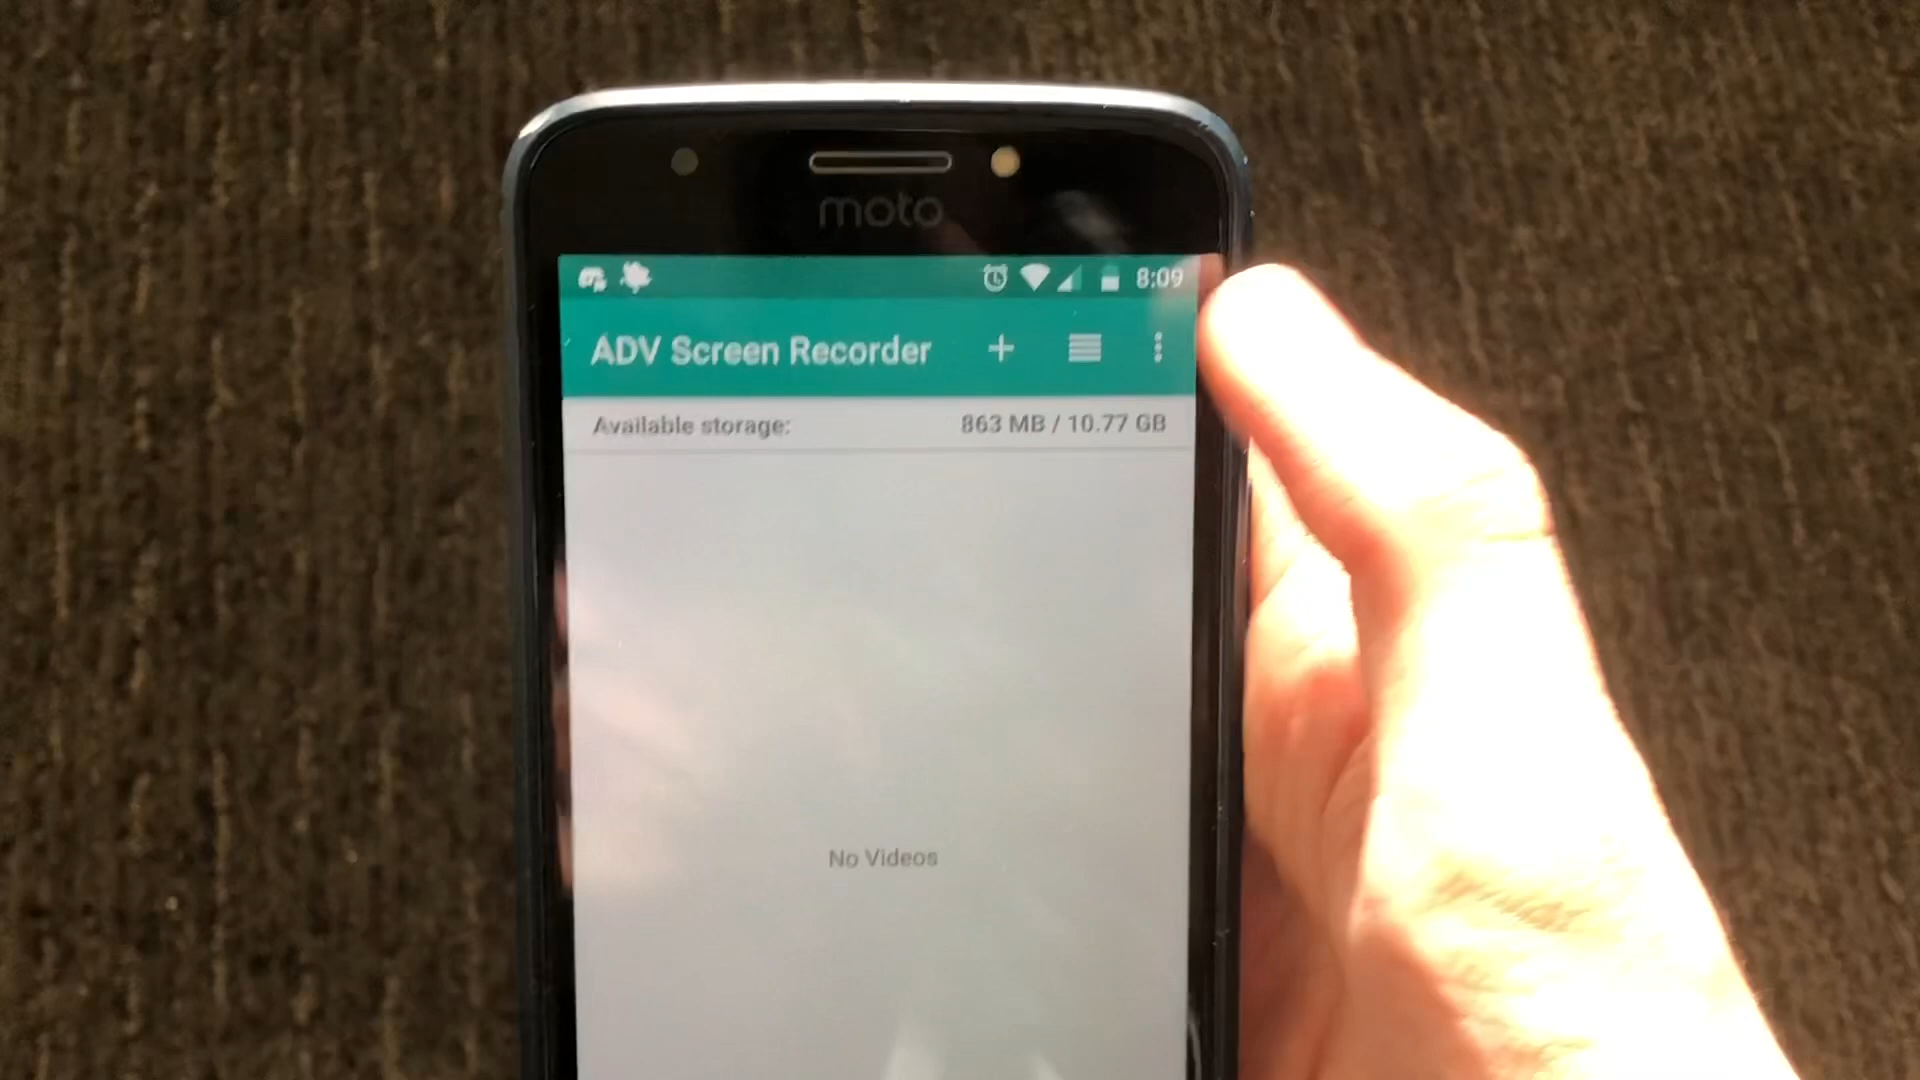 moto
8:09
ADV Screen Recorder
Available storage: 863 MB / 10.77 GB
No Videos